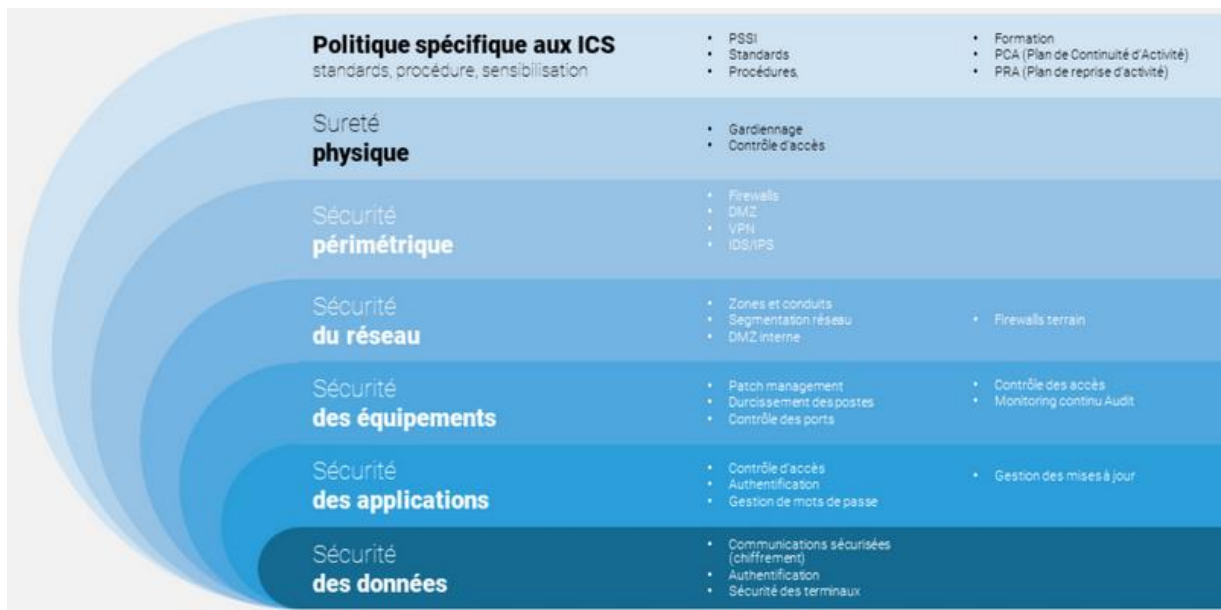 Politique spécifique aux ICS
standards, procédure, sensibilisation
• PSSI
• Standards
• Procédures,
• Formation
• PCA (Plan de Continuité d'Activité)
• PRA (Plan de reprise d'activité)
Sureté
physique
• Gardiennage
• Contrôle d'accès
Sécurité
périmétrique
• Firewalls
• DMZ
• VPN
• IDS/IPS
Sécurité
du réseau
• Zones et conduits
• Segmentation réseau
• DMZ interne
• Firewalls terrain
Sécurité
des équipements
• Patch management
• Durcissement des postes
• Contrôle des ports
• Contrôle des accès
• Monitoring continu Audit
Sécurité
des applications
• Contrôle d'accès
• Authentification
• Gestion de mots de passe
• Gestion des mises à jour
Sécurité
des données
• Communications sécurisées
(chiffrement)
• Authentification
• Sécurité des terminaux